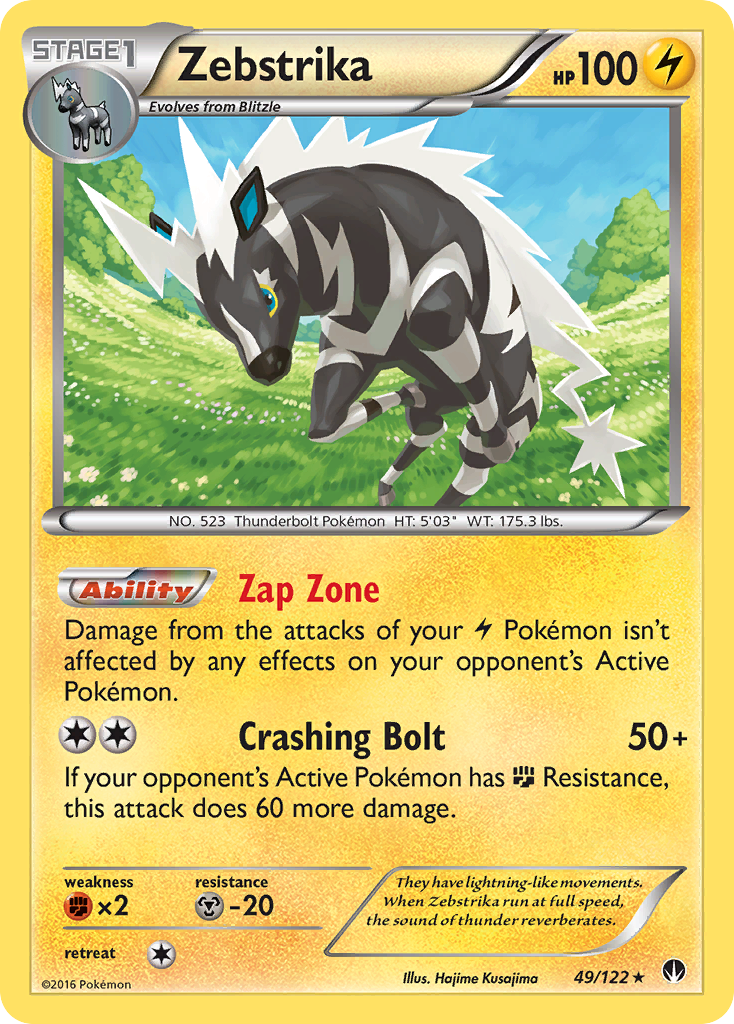 STAGE1
Zebstrika
HP100
Evolves from Blitzle
NO. 523 Thunderbolt Pokémon HT: 5'03" WT: 175.3 lbs.
Ability Zap Zone
Damage from the attacks of your Pokémon isn't
affected by any effects on your opponent's Active
Pokémon.
Crashing Bolt 50+
If your opponent's Active Pokémon has Resistance,
this attack does 60 more damage.
weakness resistance
×2 -20
retreat
They have lightning-like movements.
When Zebstrika run at full speed,
the sound of thunder reverberates.
©2016 Pokémon
Illus. Hajime Kusajima
49/122 ★